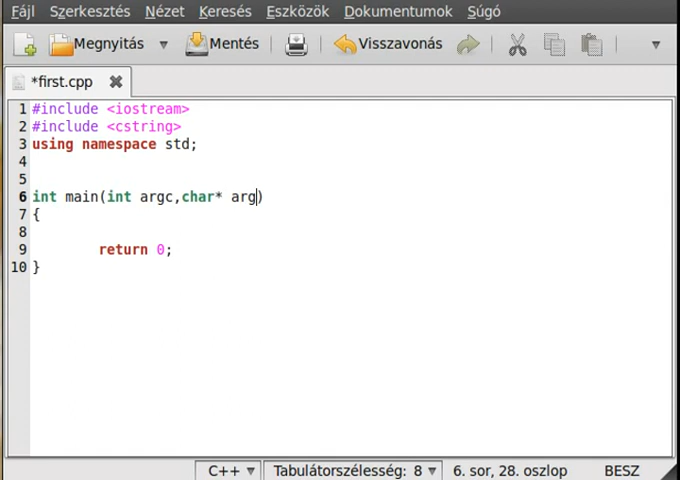 Fájl Szerkesztés Nézet Keresés Eszközök Dokumentumok Súgó
Megnyitás Mentés Visszavonás
*first.cpp
1 #include <iostream>
2 #include <cstring>
3 using namespace std;
4
5
6 int main(int argc,char* arg)
7 {
8
9 return 0;
10 }
C++ Tabulátorszélesség: 8 6. sor, 28. oszlop BESZ